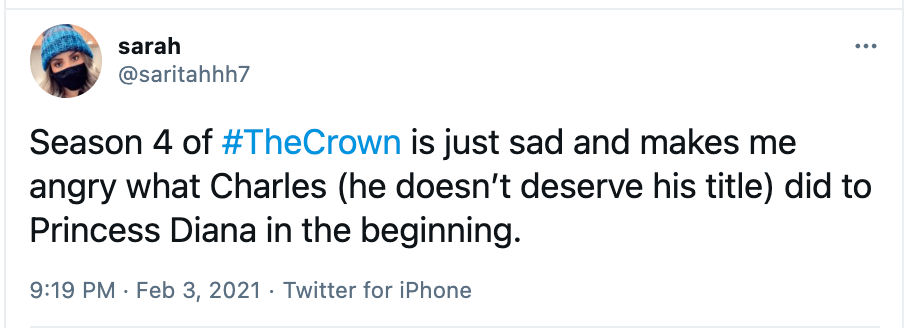 sarah
@saritahhh7
Season 4 of #TheCrown is just sad and makes me
angry what Charles (he doesn’t deserve his title) did to
Princess Diana in the beginning.
9:19 PM · Feb 3, 2021 · Twitter for iPhone